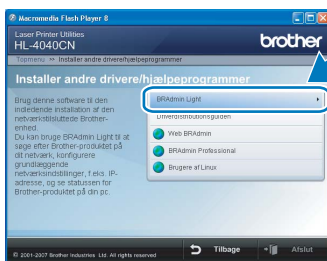 Macromedia Flash Player 8
Laser Printer Utilities
HL-4040CN
brother
Topmenu >> Installer andre drivere/hjælpeprogrammer
Installer andre drivere/hjælpeprogrammer
Brug denne software til den
indledende installation af den
netværkstilsluttede Brother-
enhed.
Du kan bruge BRAdmin Light til at
søge efter Brother-produktet på
dit netværk, konfigurere
grundlæggende
netværksindstillinger, f.eks. IP-
adresse, og se statussen for
Brother-produktet på din pc.
BRAdmin Light
Driverdistributionsguiden
Web BRAdmin
BRAdmin Professional
Brugere af Linux
© 2001-2007 Brother Industries. Ltd. All rights reserved
Tilbage
Afslut